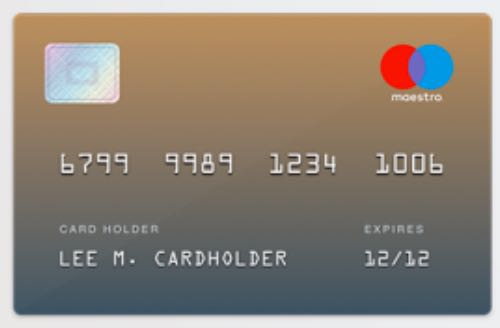 maestro
6799 9989 1234 1006
CARD HOLDER EXPIRES
LEE M. CARDHOLDER 12/12